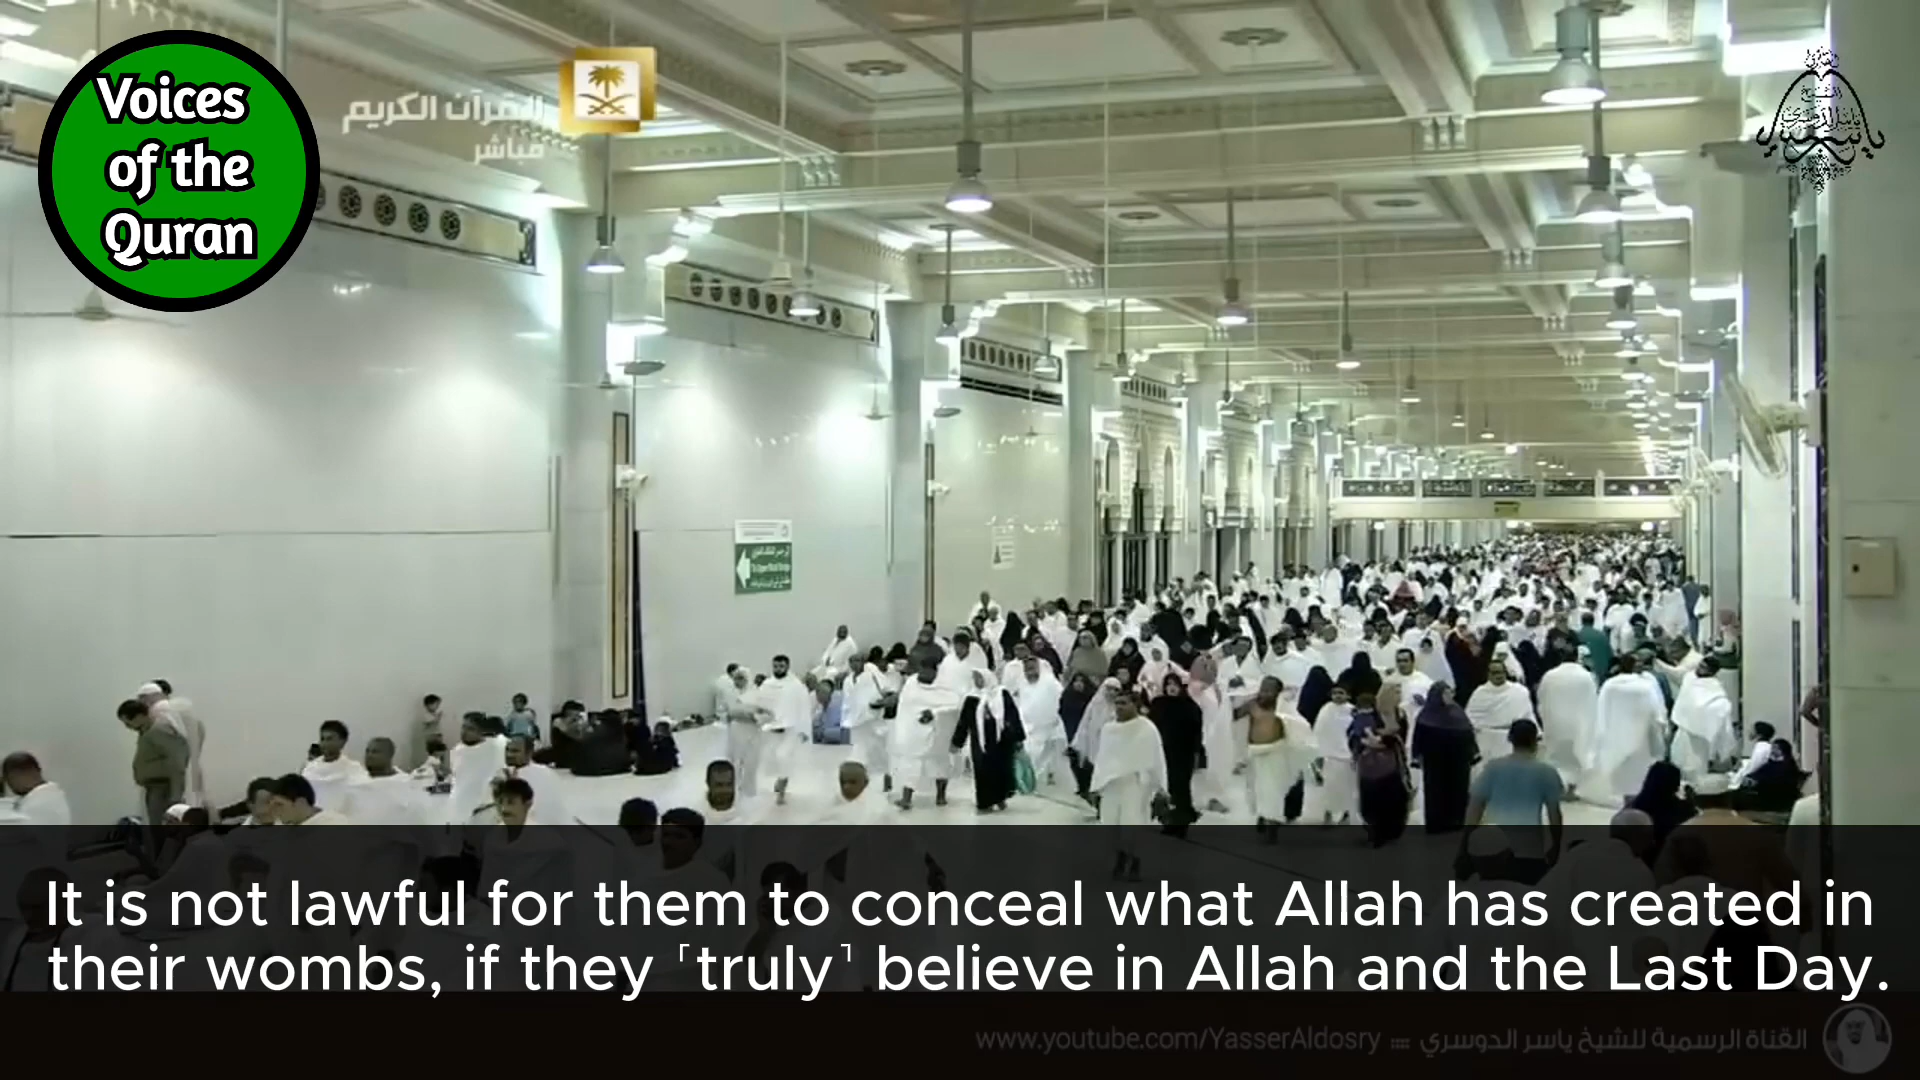 Voices
of the
Quran
القرآن الكريم
مباشر
It is not lawful for them to conceal what Allah has created in
their wombs, if they ⸢truly⸣ believee in Allah and the Last Day.
www.youtube.com/YasserAldosry :::: القناة الرسمية للشيخ ياسر الدوسري